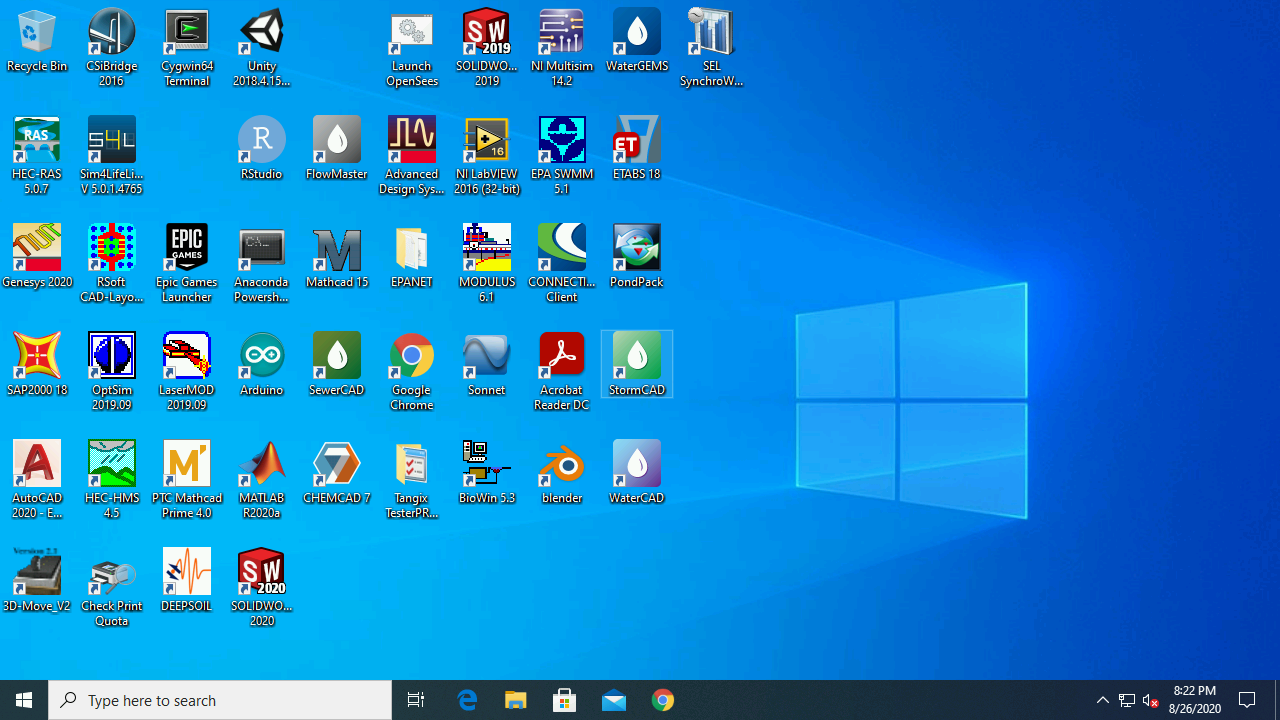 Recycle Bin
CSiBridge
2016
Cygwin64
Terminal
Unity
2018.4.15...
Launch
OpenSees
SW
2019
SOLIDWO...
2019
NI Multisim
14.2
WaterGEMS
SEL
SynchroW...
RAS
HEC-RAS
5.0.7
S4L
Sim4LifeLi...
V 5.0.1.4765
R
RStudio
FlowMaster
Advanced
Design Sys...
16
NI LabVIEW
2016 (32-bit)
EPA SWMM
5.1
ET
ETABS 18
Genesys 2020
RSoft
CAD-Layo...
EPIC
GAMES
Epic Games
Launcher
C:\...
Anaconda
Powersh...
Mathcad 15
EPANET
MODULUS
6.1
CONNECTI...
Client
PondPack
SAP2000 18
OptSim
2019.09
LaserMOD
2019.09
Arduino
SewerCAD
Google
Chrome
Sonnet
Acrobat
Reader DC
StormCAD
AutoCAD
2020 - E...
HEC-HMS
4.5
M'
PTC Mathcad
Prime 4.0
MATLAB
R2020a
CHEMCAD 7
Tangix
TesterPR...
BioWin 5.3
blender
WaterCAD
Version 2.1
3D-Move_V2
Check Print
Quota
DEEPSOIL
SW
2020
SOLIDWO...
2020
Type here to search
8:22 PM
8/26/2020